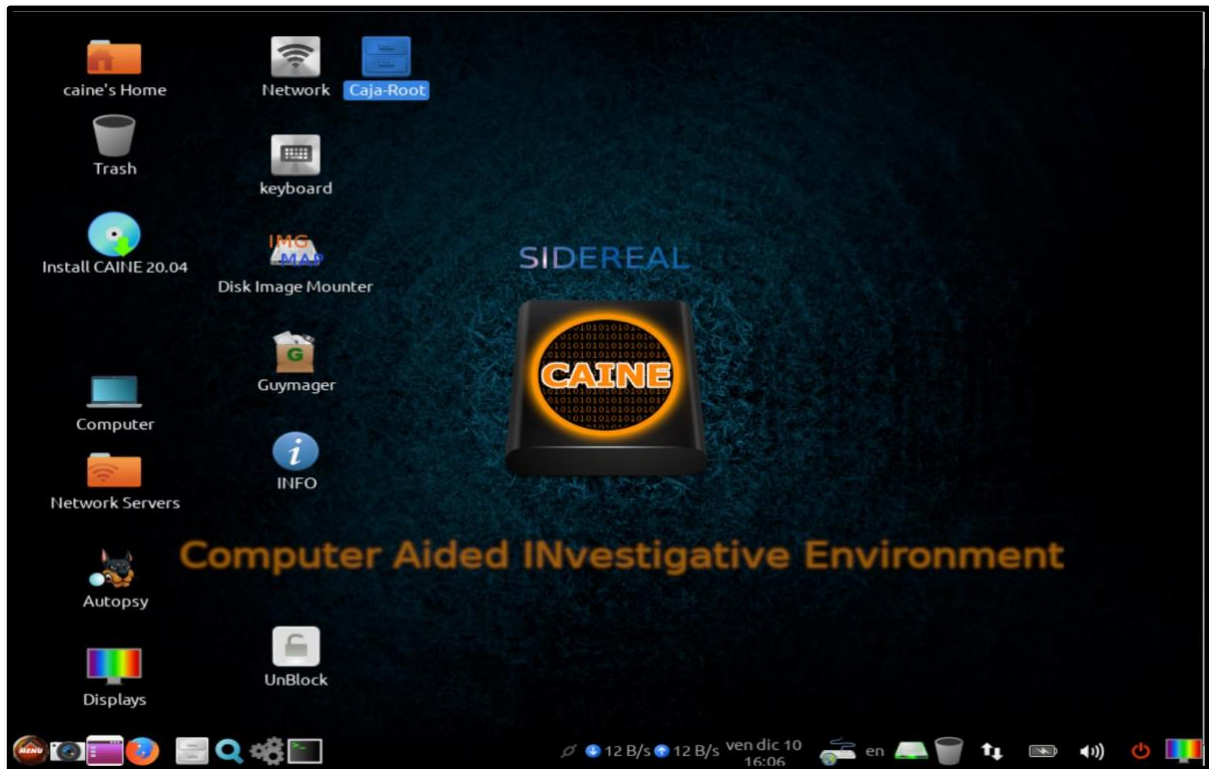 caine's Home
Network
Caja-Root
Trash
keyboard
Install CAINE 20.04
IMG
MAP
Disk Image Mounter
SIDEREAL
CAINE
G
Guymager
Computer
i
INFO
Network Servers
Computer Aided INvestigative Environment
Autopsy
UnBlock
Displays
MENU
12 B/s 12 B/s
ven dic 10
16:06
en